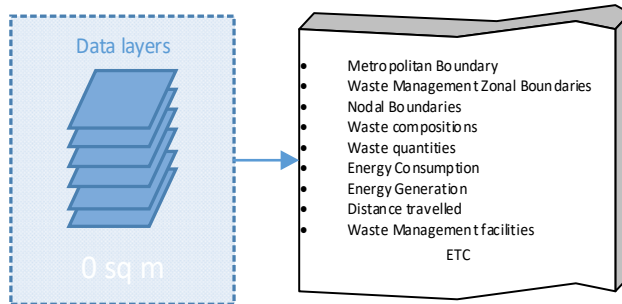 Data layers
0 sq m
• Metropolitan Boundary
• Waste Management Zonal Boundaries
• Nodal Boundaries
• Waste compositions
• Waste quantities
• Energy Consumption
• Energy Generation
• Distance travelled
• Waste Management facilities
ETC